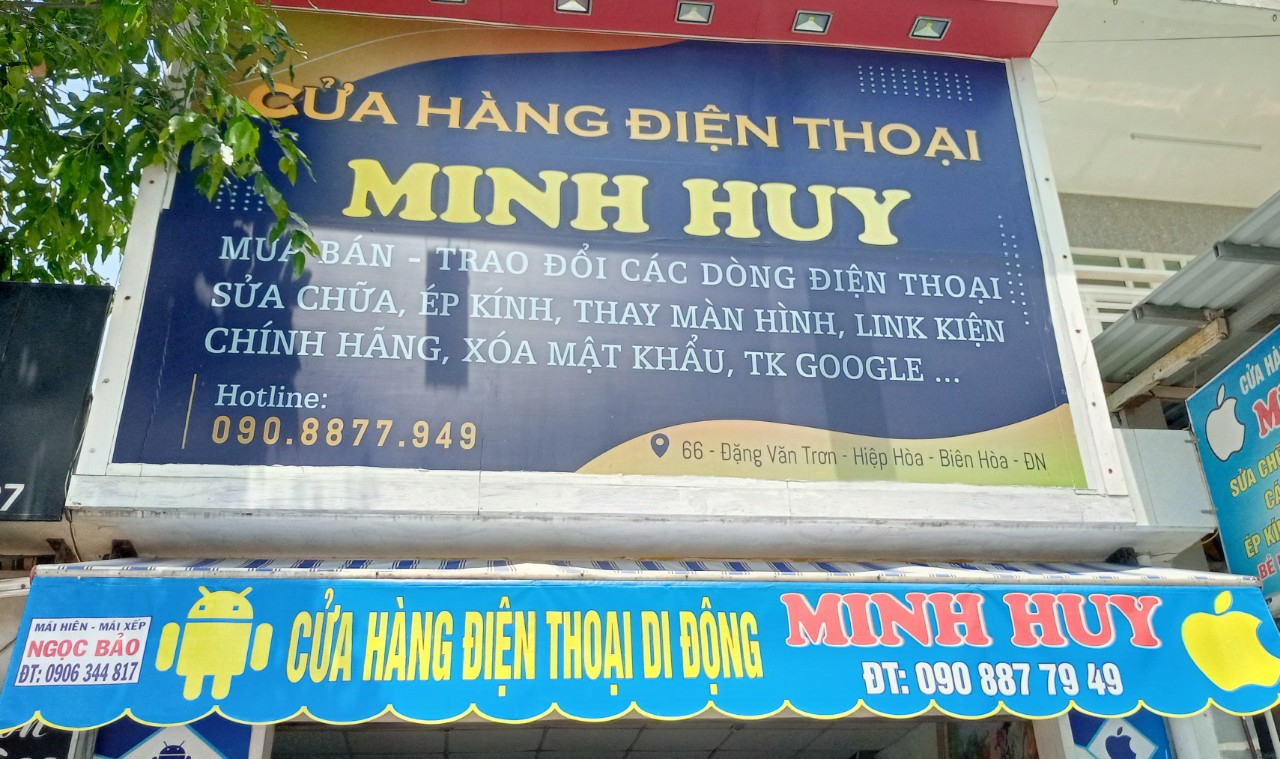 CỬA HÀNG ĐIỆN THOẠI
MINH HUY
MUA BÁN - TRAO ĐỔI CÁC DÒNG ĐIỆN THOẠI
SỬA CHỮA, ÉP KÍNH, THAY MÀN HÌNH, LINK KIỆN
CHÍNH HÃNG, XÓA MẬT KHẨU, TK GOOGLE ...
Hotline:
090.8877.949
66 - Đặng Văn Trơn - Hiệp Hòa - Biên Hòa - ĐN
MÁI HIÊN - MÁI XẾP
NGỌC BẢO
ĐT: 0906 344 817
CỬA HÀNG ĐIỆN THOẠI DI ĐỘNG
MINH HUY
ĐT: 090 887 79 49
CỬA
SỬA
ÉP